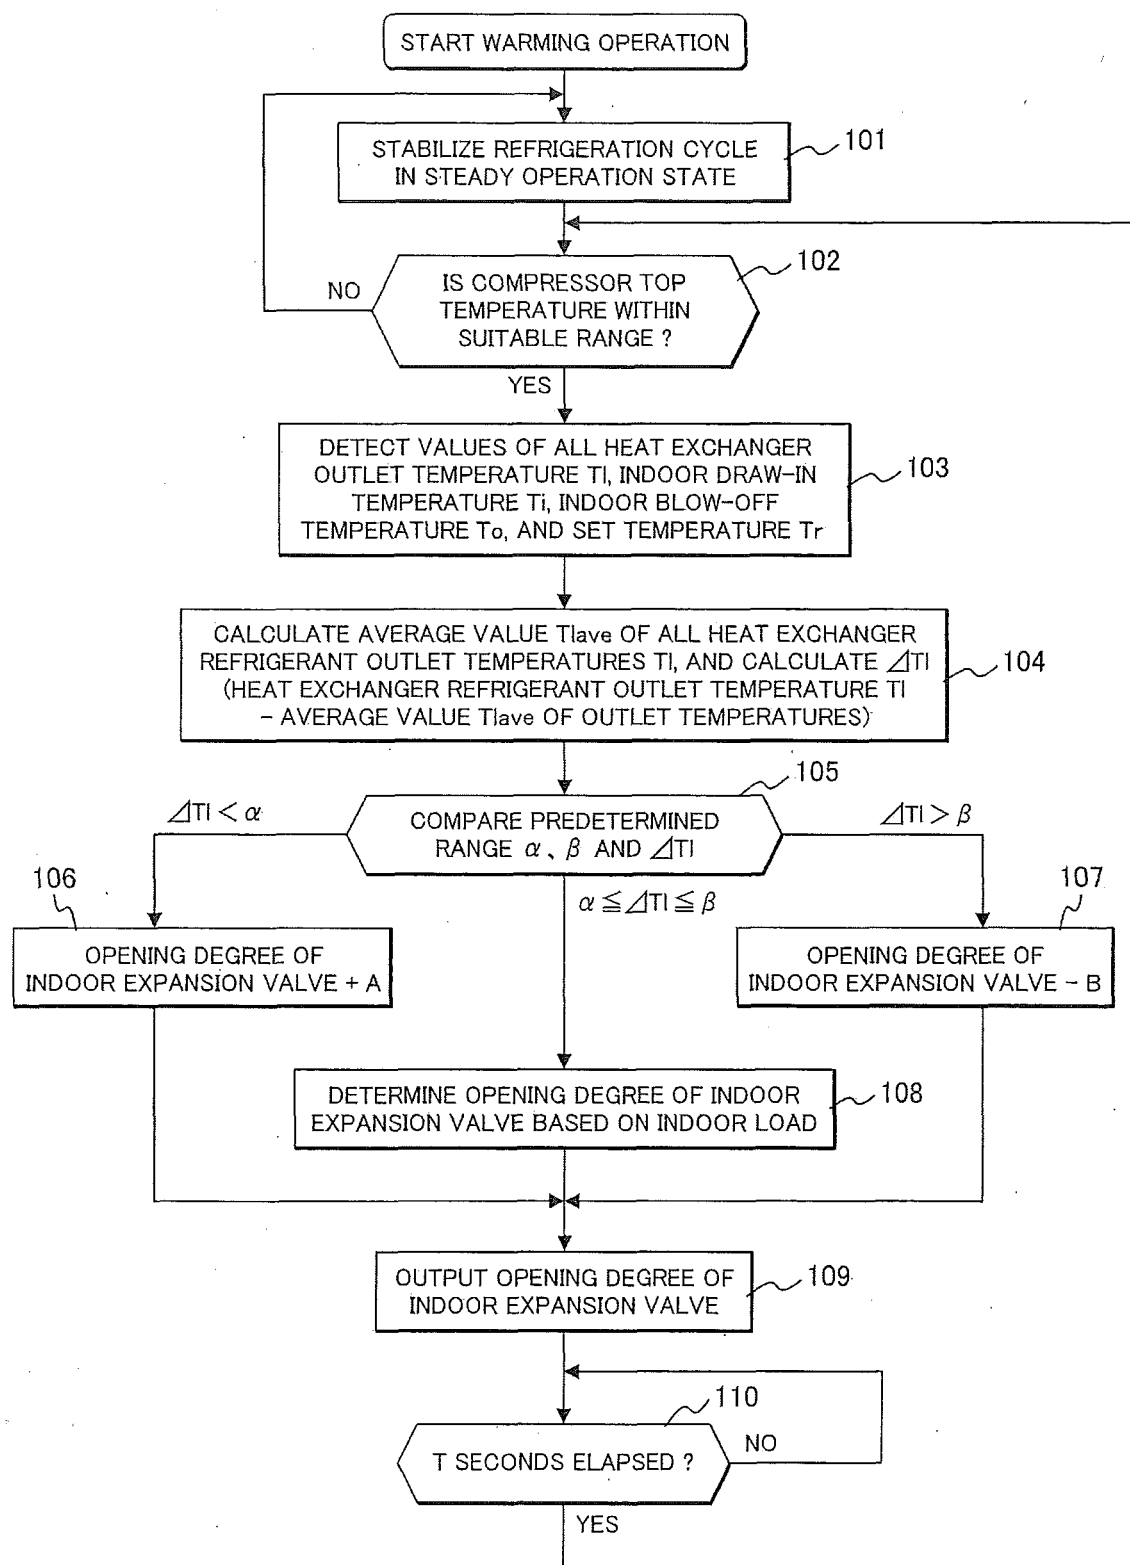 START WARMING OPERATION
STABILIZE REFRIGERATION CYCLE
IN STEADY OPERATION STATE
101
IS COMPRESSOR TOP
TEMPERATURE WITHIN
SUITABLE RANGE ?
102
NO
YES
DETECT VALUES OF ALL HEAT EXCHANGER
OUTLET TEMPERATURE Tl, INDOOR DRAW-IN
TEMPERATURE Ti, INDOOR BLOW-OFF
TEMPERATURE To, AND SET TEMPERATURE Tr
103
CALCULATE AVERAGE VALUE Tlave OF ALL HEAT EXCHANGER
REFRIGERANT OUTLET TEMPERATURES Tl, AND CALCULATE ⊿Tl
(HEAT EXCHANGER REFRIGERANT OUTLET TEMPERATURE Tl
- AVERAGE VALUE Tlave OF OUTLET TEMPERATURES)
104
105
COMPARE PREDETERMINED
RANGE α、β AND ⊿Tl
⊿Tl < α
⊿Tl > β
α ≦ ⊿Tl ≦ β
106
OPENING DEGREE OF
INDOOR EXPANSION VALVE + A
107
OPENING DEGREE OF
INDOOR EXPANSION VALVE - B
DETERMINE OPENING DEGREE OF INDOOR
EXPANSION VALVE BASED ON INDOOR LOAD
108
OUTPUT OPENING DEGREE OF
INDOOR EXPANSION VALVE
109
110
T SECONDS ELAPSED ?
NO
YES